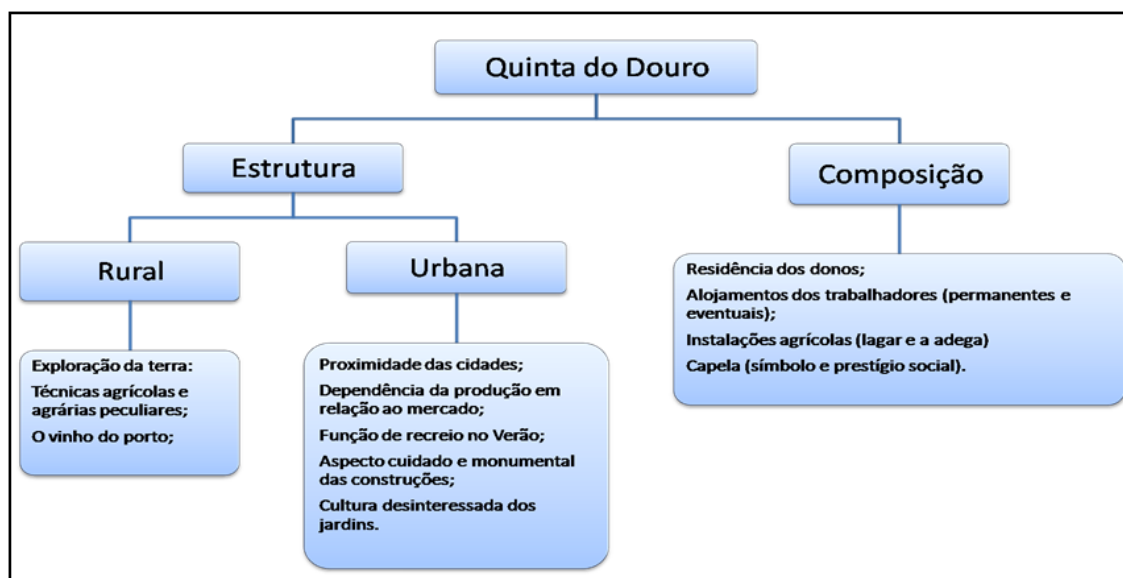 Quinta do Douro
Estrutura
Composição
Rural
Urbana
Exploração da terra:
Técnicas agrícolas e
agrárias peculiares;
O vinho do porto;
Proximidade das cidades;
Dependência da produção em
relação ao mercado;
Função de recreio no Verão;
Aspecto cuidado e monumental
das construções;
Cultura desinteressada dos
jardins.
Residência dos donos;
Alojamentos dos trabalhadores (permanentes e
eventuais);
Instalações agrícolas (lagar e a adega)
Capela (símbolo e prestígio social).